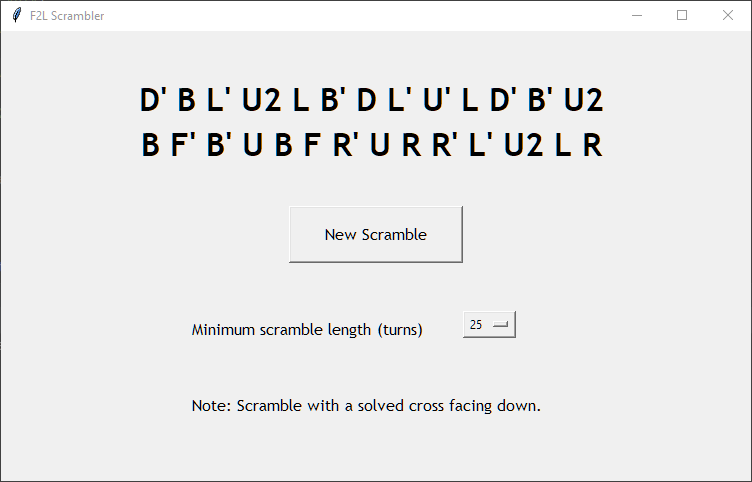 F2L Scrambler
D' B L' U2 L B' D L' U' L D' B' U2
B F' B' U B F R' U R R' L' U2 L R
New Scramble
Minimum scramble length (turns) 25
Note: Scramble with a solved cross facing down.